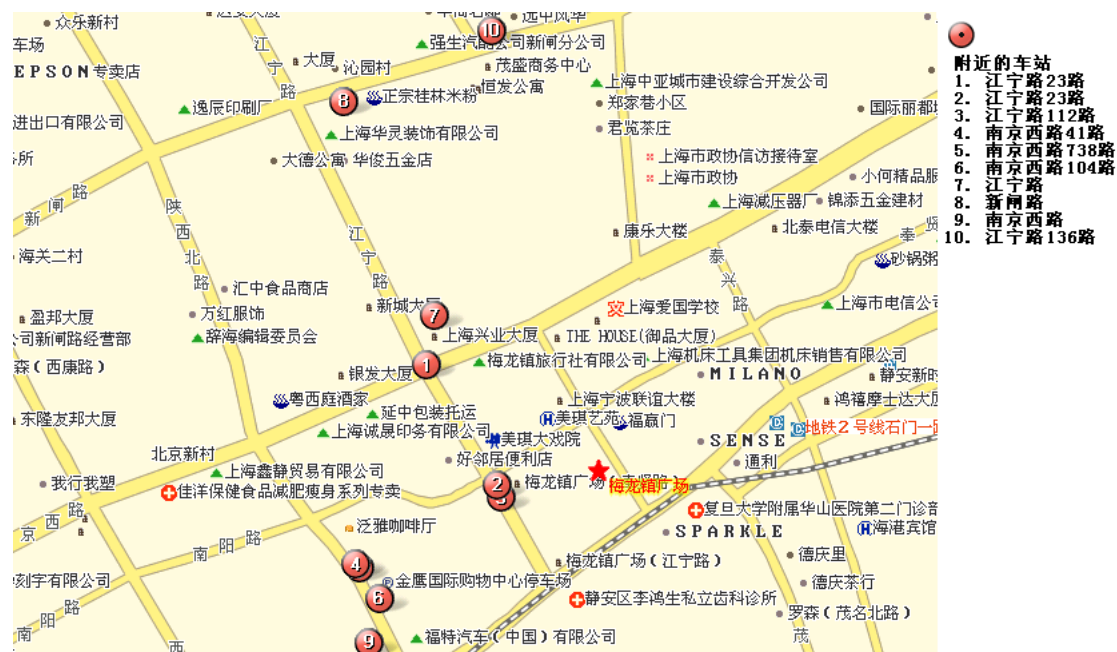 众乐新村
远中风华
车场
江宁路
大厦
沁园村
强生汽
公司新闸分公司
10
EPSON专卖店
茂盛商务中心
恒发公寓
上海中亚城市建设综合开发公司
8
正宗桂林米粉
逸辰印刷厂
郑家巷小区
国际丽都
进出口有限公司
上海华灵装饰有限公司
君览茶庄
大德公寓
华俊五金店
上海市政协信访接待室
上海市政协
小何精品服
新闸路
陕西北路
上海减压器厂
锦添五金建材
康乐大楼
北泰电信大楼
奉贤
江宁路
海关二村
泰兴路
砂锅粥
汇中食品商店
新城大
7
上海爱国学校
上海市电信公
万红服饰
盈邦大厦
辞海编辑委员会
上海兴业大厦
THE HOUSE(御品大厦)
公司新闸路经营部
1
梅龙镇旅行社有限公司
上海机床工具集团机床销售有限公司
森(西康路)
银发大厦
MILANO
静安新时
粤西庭酒家
上海宁波联谊大楼
鸿禧摩士达大厦
东隆友邦大厦
延中包装托运
美琪艺苑
福赢门
地铁2号线石门一路
上海诚晟印务有限公司
美琪大戏院
SENSE
北京新村
好邻居便利店
通利
上海鑫静贸易有限公司
我行我塑
佳洋保健食品减肥瘦身系列专卖
2
梅龙镇广场
梅龙镇广场
复旦大学附属华山医院第二门诊部
泛雅咖啡厅
SPARKLE
海港宾馆
京西路
南阳路
4
梅龙镇广场(江宁路)
德庆里
刻字有限公司
金鹰国际购物中心停车场
德庆茶行
6
静安区李鸿生私立齿科诊所
罗森(茂名北路)
南阳路
9
福特汽车(中国)有限公司
茂
西
附近的车站
1. 江宁路23路
2. 江宁路23路
3. 江宁路112路
4. 南京西路41路
5. 南京西路738路
6. 南京西路104路
7. 江宁路
8. 新闸路
9. 南京西路
10. 江宁路136路